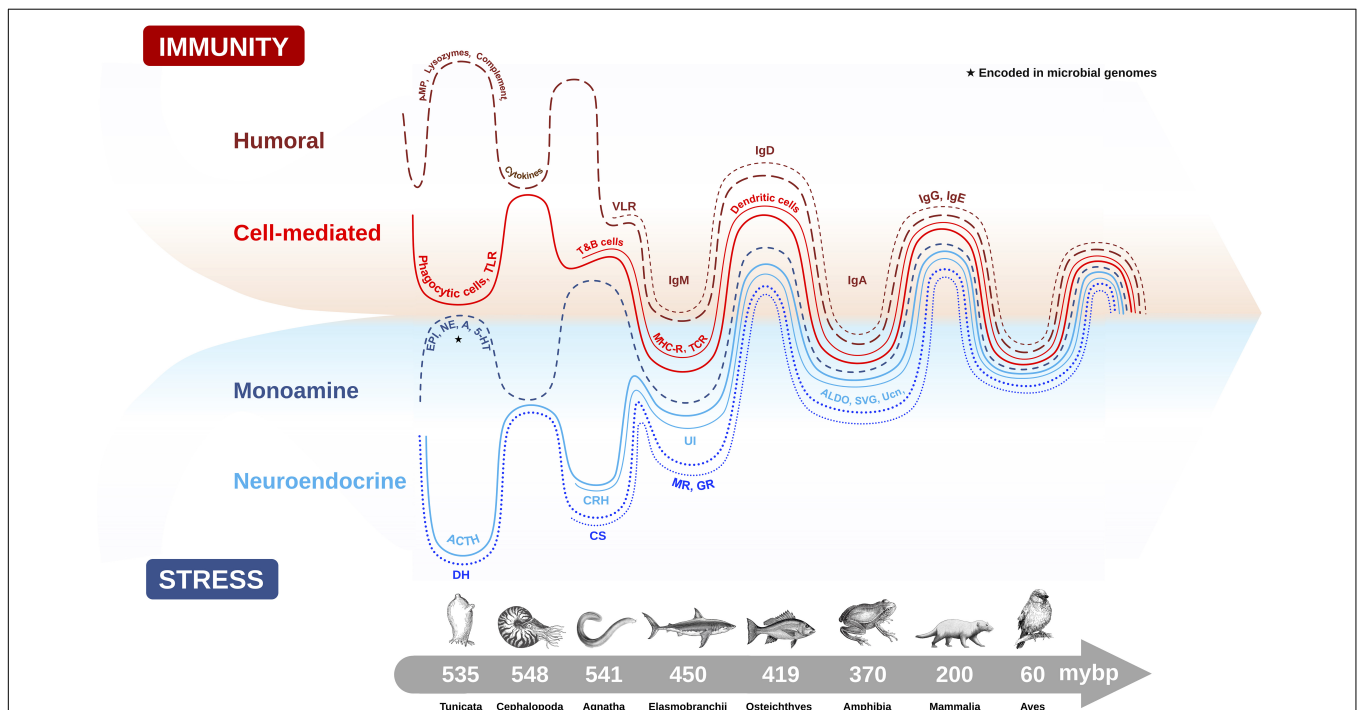 IMMUNITY
★ Encoded in microbial genomes
AMP, Lysozymes, Complement,
Humoral
Cytokines
IgD
VLR
IgG, IgE
Dendritic cells
Cell-mediated
T&B cells
Phagocytic cells, TLR
IgM
IgA
EPI, NE, A, 5-HT
★
MHC-R, TCR
Monoamine
ALDO, SVG, Ucn,
UI
Neuroendocrine
MR, GR
CRH
CS
ACTH
DH
STRESS
535 548 541 450 419 370 200 60 mybp
Tunicata Cephalopoda Agnatha Elasmobranchii Osteichthyes Amphibia Mammalia Aves